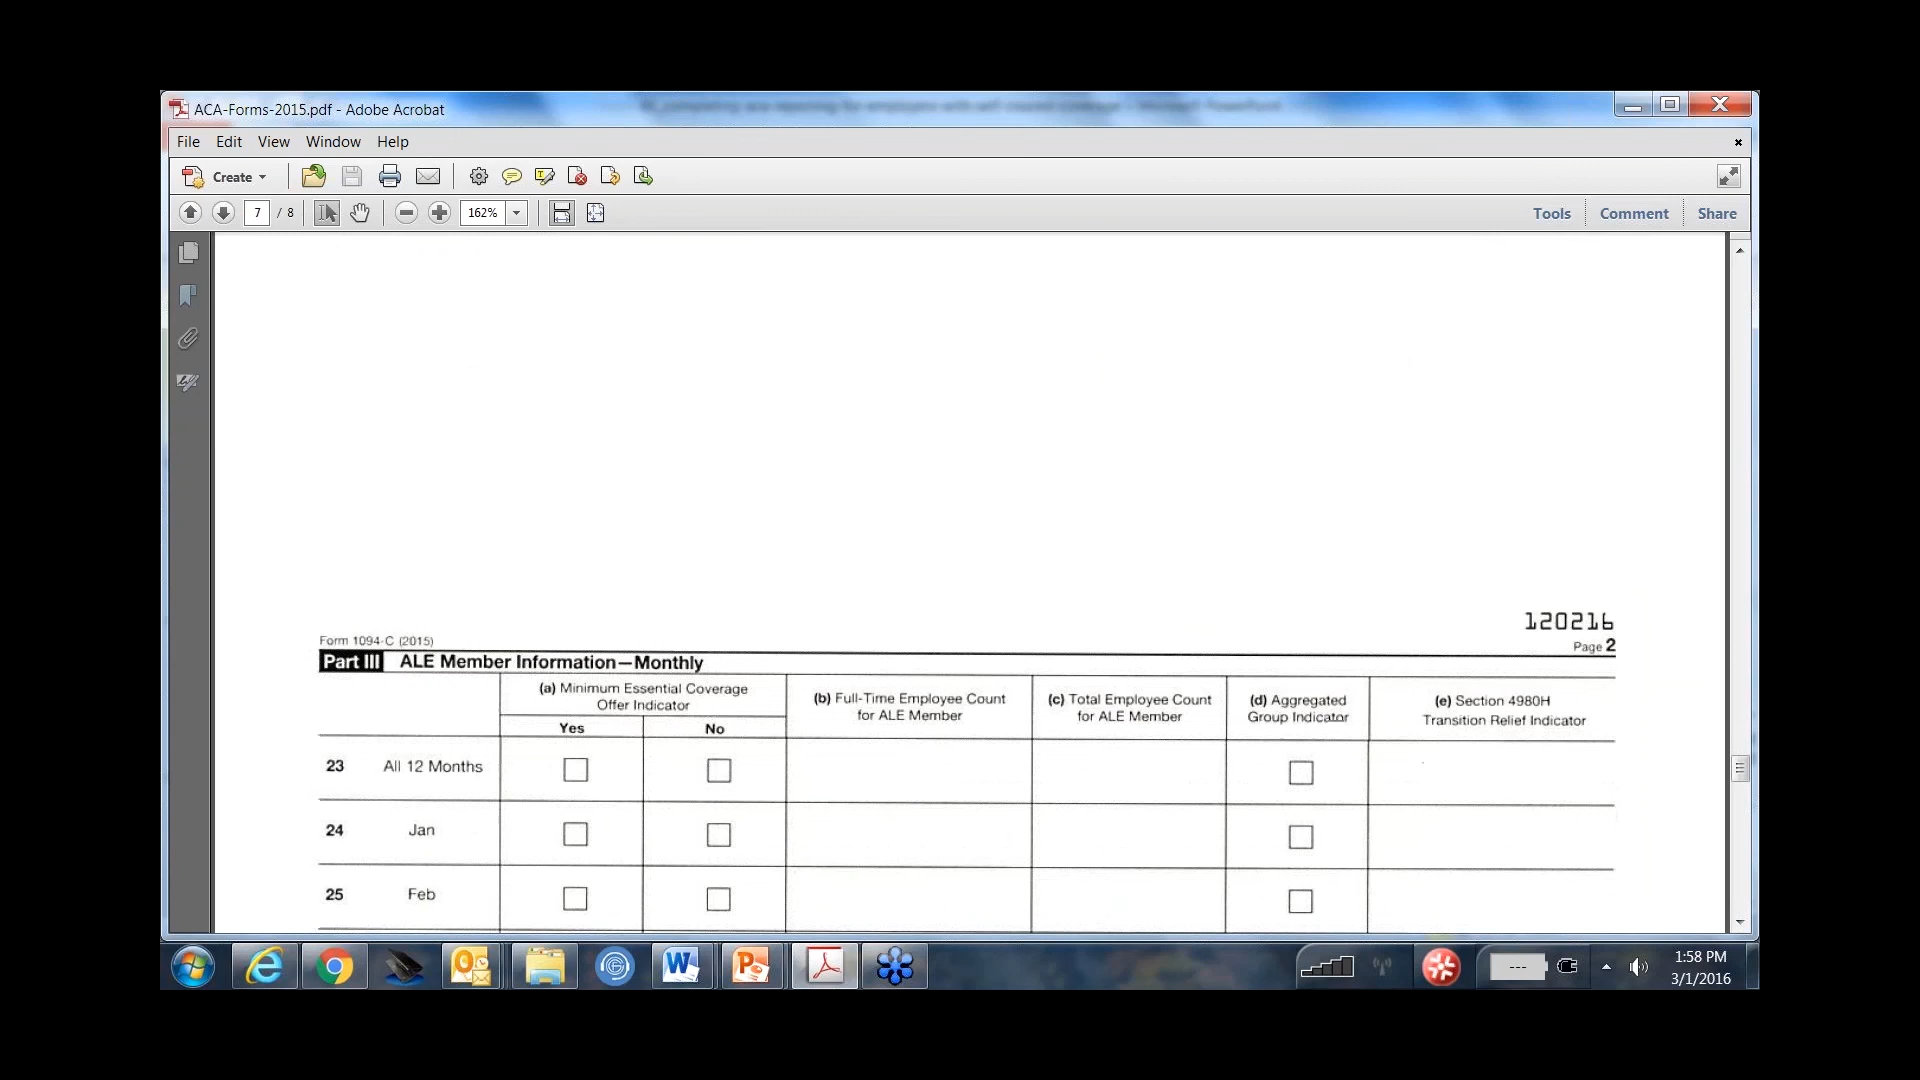 ACA-Forms-2015.pdf - Adobe Acrobat
File Edit View Window Help
Create
7 / 8 162% Tools Comment Share
120216
Form 1094-C (2015)
Page 2
Part III ALE Member Information—Monthly
(a) Minimum Essential Coverage
Offer Indicator
Yes No
(b) Full-Time Employee Count
for ALE Member
(c) Total Employee Count
for ALE Member
(d) Aggregated
Group Indicator
(e) Section 4980H
Transition Relief Indicator
23 All 12 Months
24 Jan
25 Feb
1:58 PM
3/1/2016